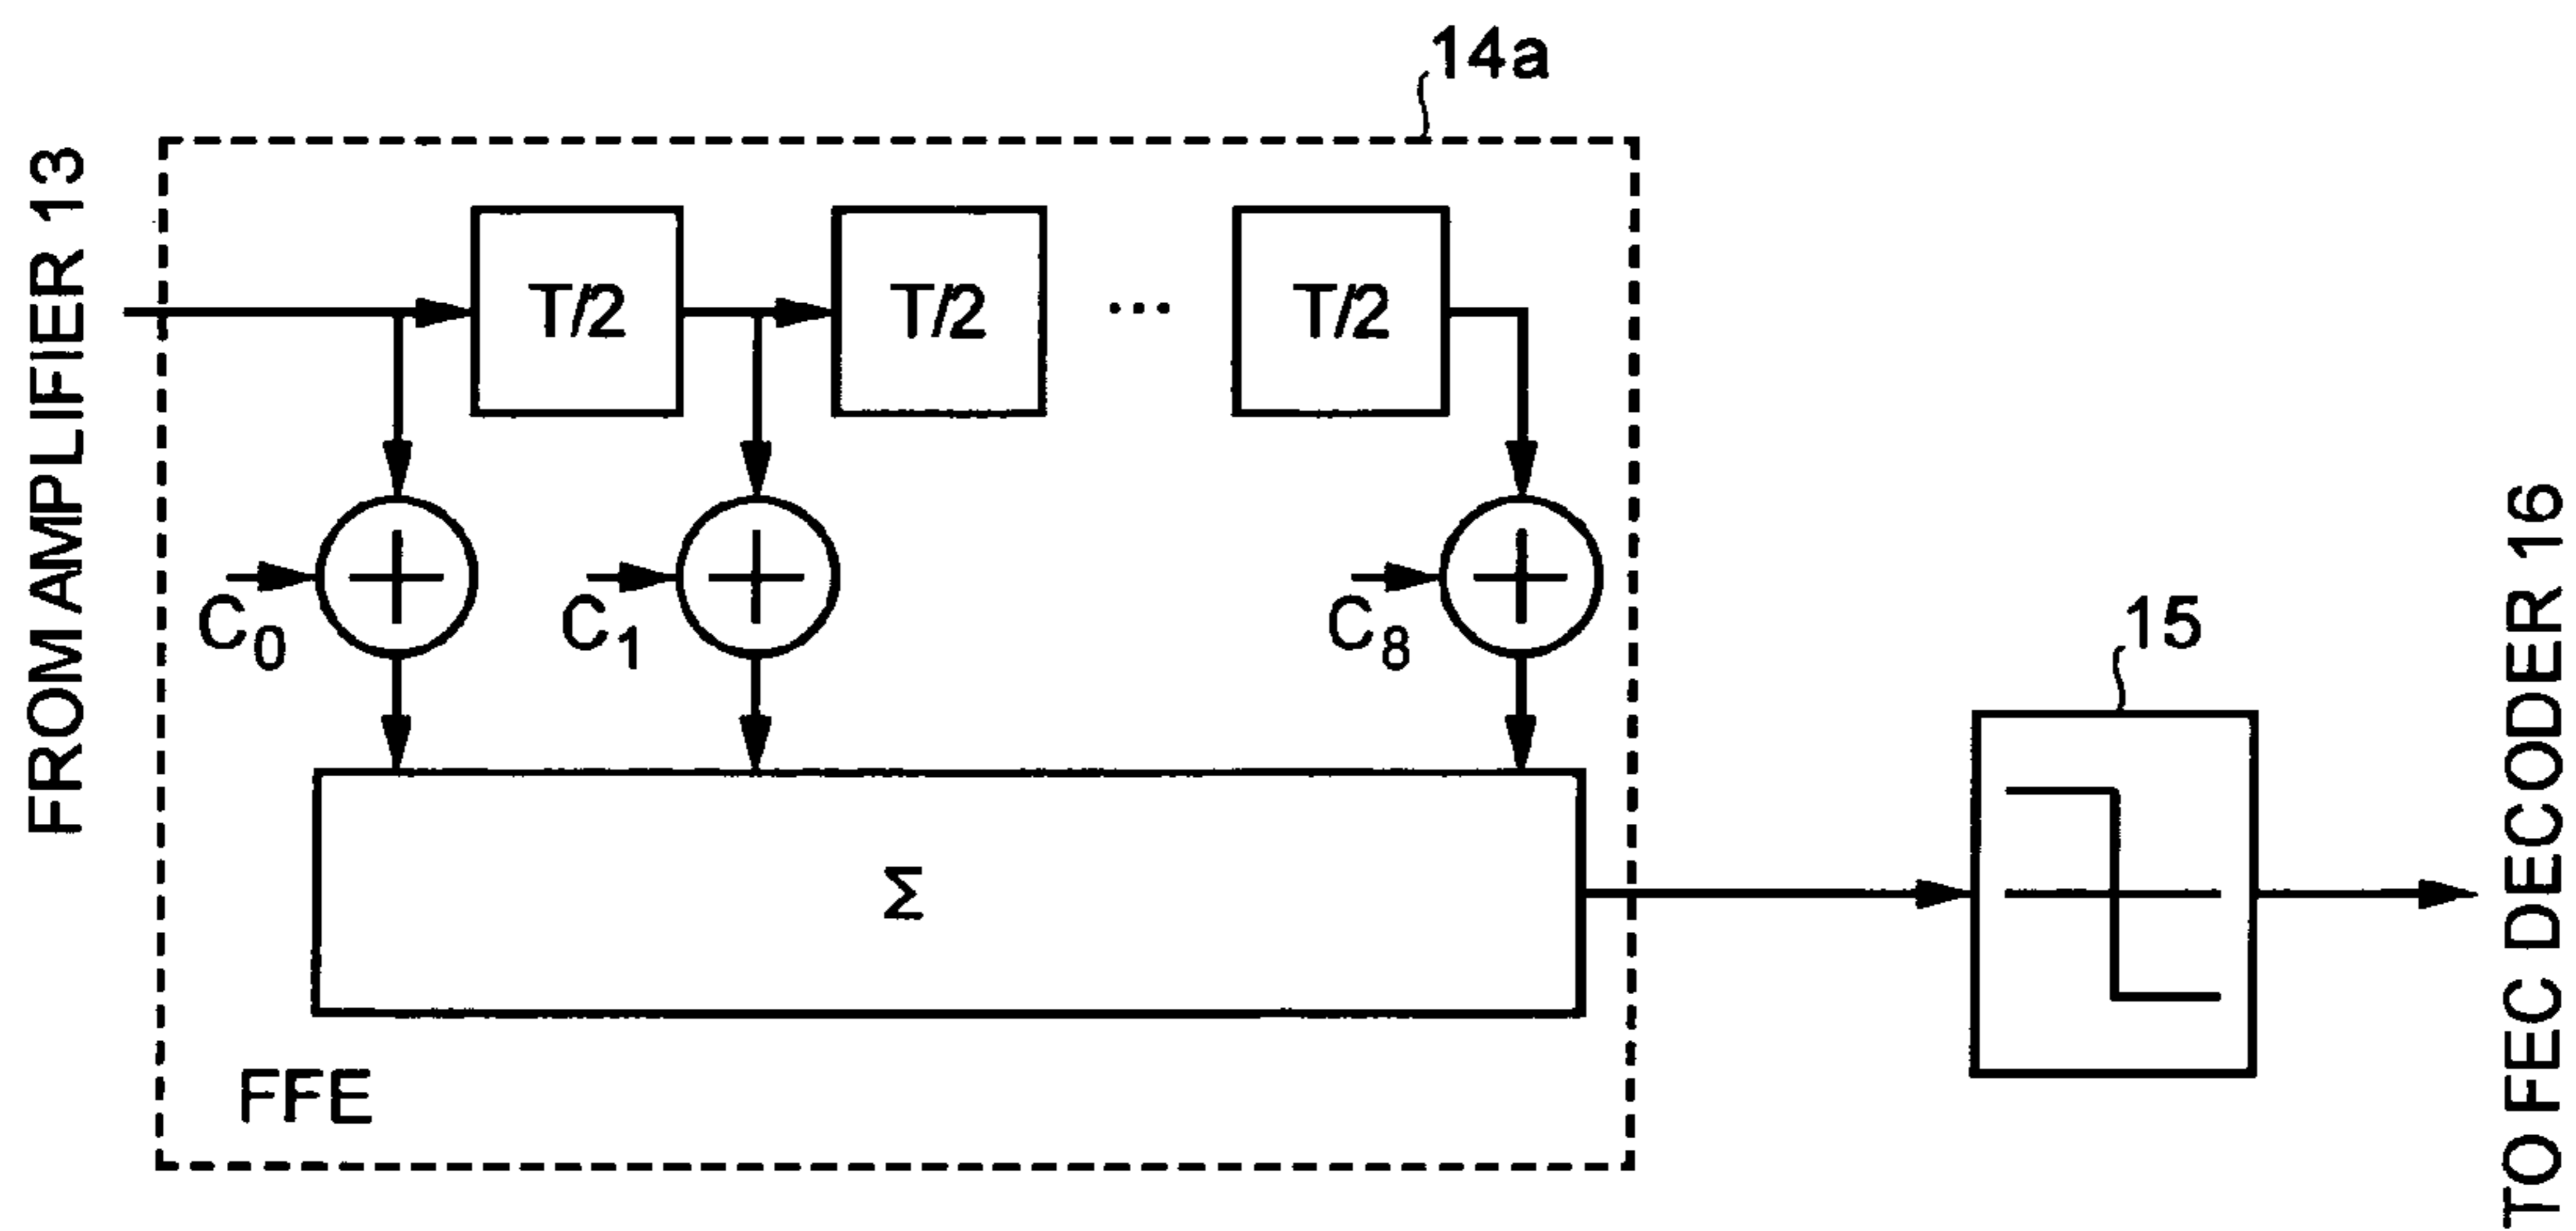 14a
FROM AMPLIFIER 13
T/2
T/2
...
T/2
C0
C1
C8
15
Σ
FFE
TO FEC DECODER 16